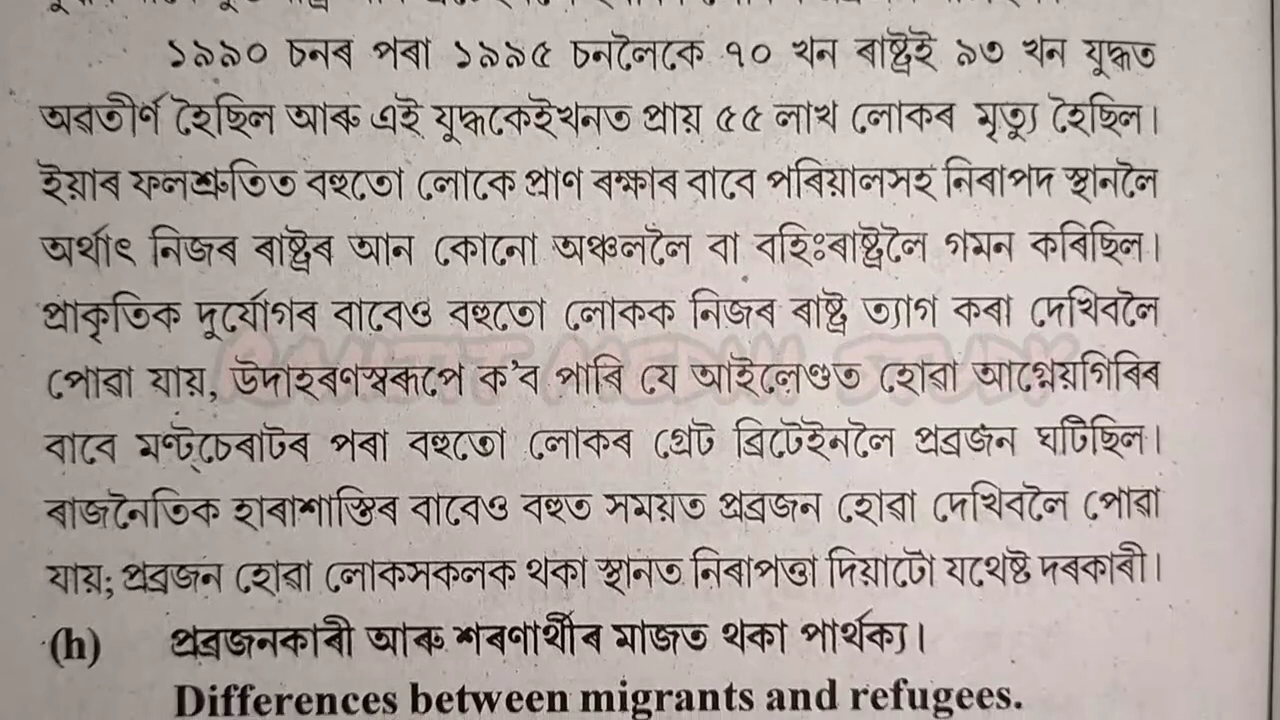 ১৯৯০ চনৰ পৰা ১৯৯৫ চনলৈকে ৭০ খন ৰাষ্ট্ৰই ৯৩ খন যুদ্ধত
অৱতীৰ্ণ হৈছিল আৰু এই যুদ্ধকেইখনত প্ৰায় ৫৫ লাখ লোকৰ মৃত্যু হৈছিল।
ইয়াৰ ফলশ্ৰুতিত বহুতো লোকে প্ৰাণ ৰক্ষাৰ বাবে পৰিয়ালসহ নিৰাপদ স্থানলৈ
অৰ্থাৎ নিজৰ ৰাষ্ট্ৰৰ আন কোনো অঞ্চললৈ বা বহিঃৰাষ্ট্ৰলৈ গমন কৰিছিল।
প্ৰাকৃতিক দুৰ্যোগৰ বাবেও বহুতো লোকক নিজৰ ৰাষ্ট্ৰ ত্যাগ কৰা দেখিবলৈ
পোৱা যায়, উদাহৰণস্বৰূপে ক'ব পাৰি যে আইলেণ্ডত হোৱা আগ্নেয়গিৰিৰ
বাবে মণ্ট্চেৰাটৰ পৰা বহুতো লোকৰ গ্ৰেট ব্ৰিটেইনলৈ প্ৰব্ৰজন ঘটিছিল।
ৰাজনৈতিক হাৰাশাস্তিৰ বাবেও বহুত সময়ত প্ৰব্ৰজন হোৱা দেখিবলৈ পোৱা
যায়; প্ৰব্ৰজন হোৱা লোকসকলক থকা স্থানত নিৰাপত্তা দিয়াটো যথেষ্ট দৰকাৰী।
(h) প্ৰব্ৰজনকাৰী আৰু শৰণাৰ্থীৰ মাজত থকা পাৰ্থক্য।
Differences between migrants and refugees.